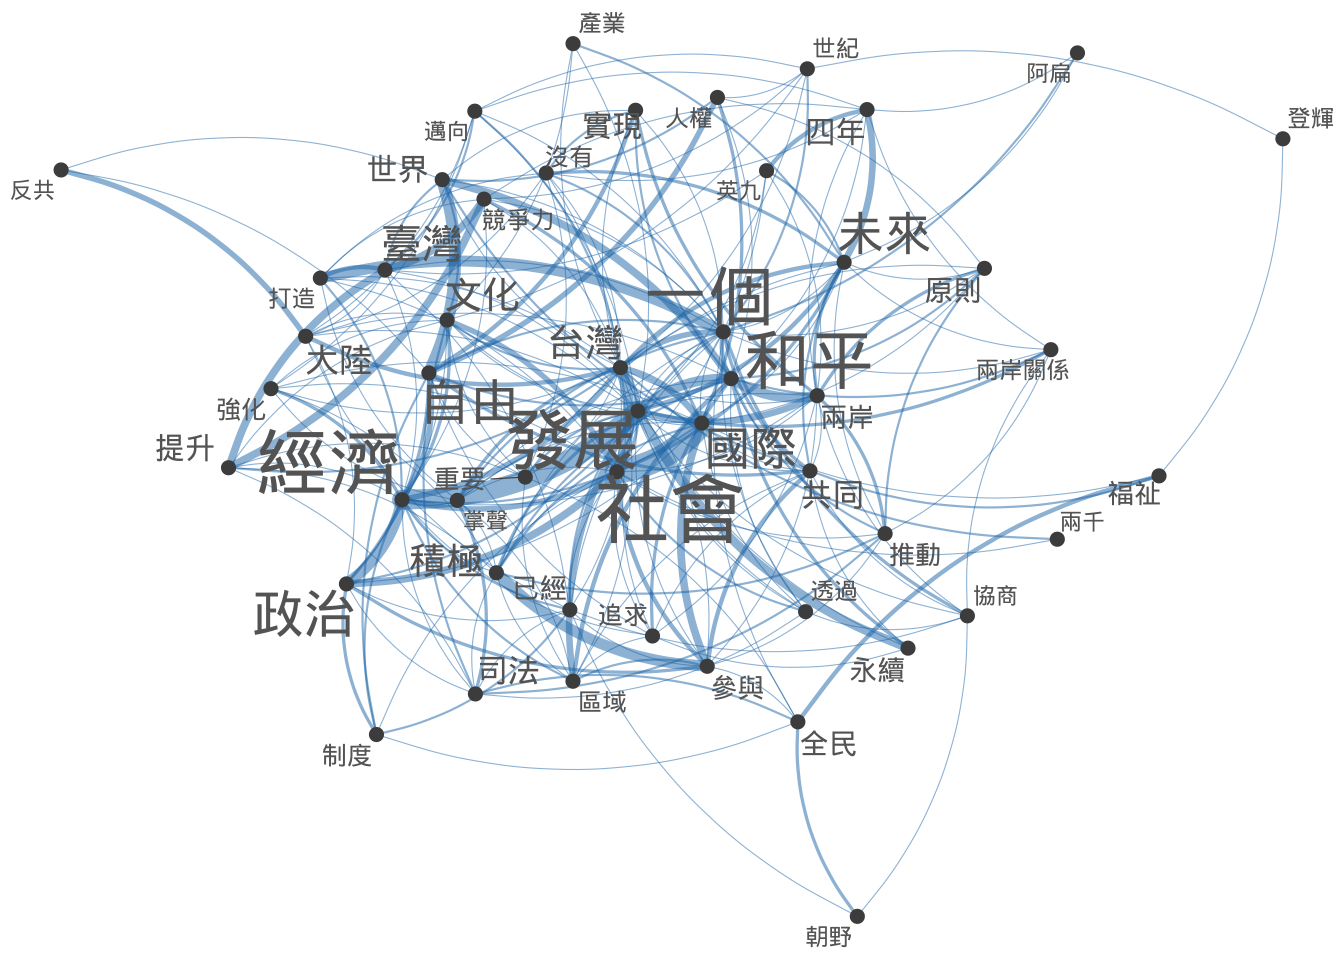 產業
世紀
阿扁
登輝
邁向
實現
人權
四年
沒有
世界
反共
英九
競爭力
臺灣
未來
打造
文化
一個
原則
台灣
大陸
和平
兩岸關係
自由
強化
兩岸
發展
國際
提升
經濟
重要
一
社會
共同
福祉
掌聲
兩千
積極
推動
已經
政治
追求
透過
協商
司法
永續
區域
參與
制度
全民
朝野